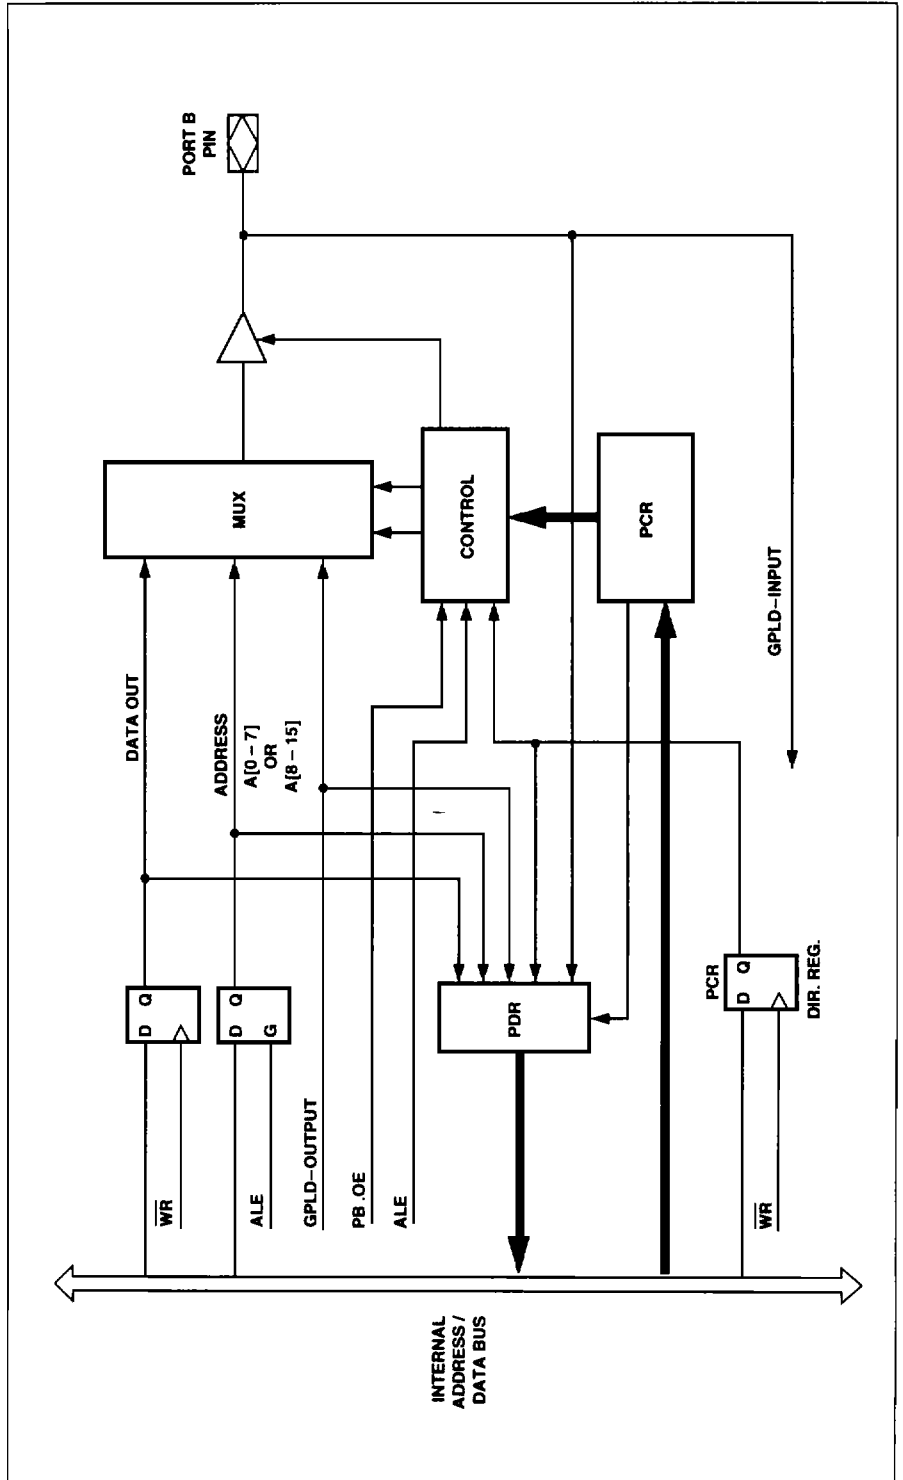 INTERNAL
ADDRESS /
DATA BUS
WR
ALE
GPLD–OUTPUT
PB .OE
ALE
WR
D Q
D Q
G
PDR
PCR
D Q
DIR. REG.
DATA OUT
ADDRESS
A[0 – 7]
OR
A[8 – 15]
GPLD–INPUT
MUX
CONTROL
PCR
PORT B
PIN